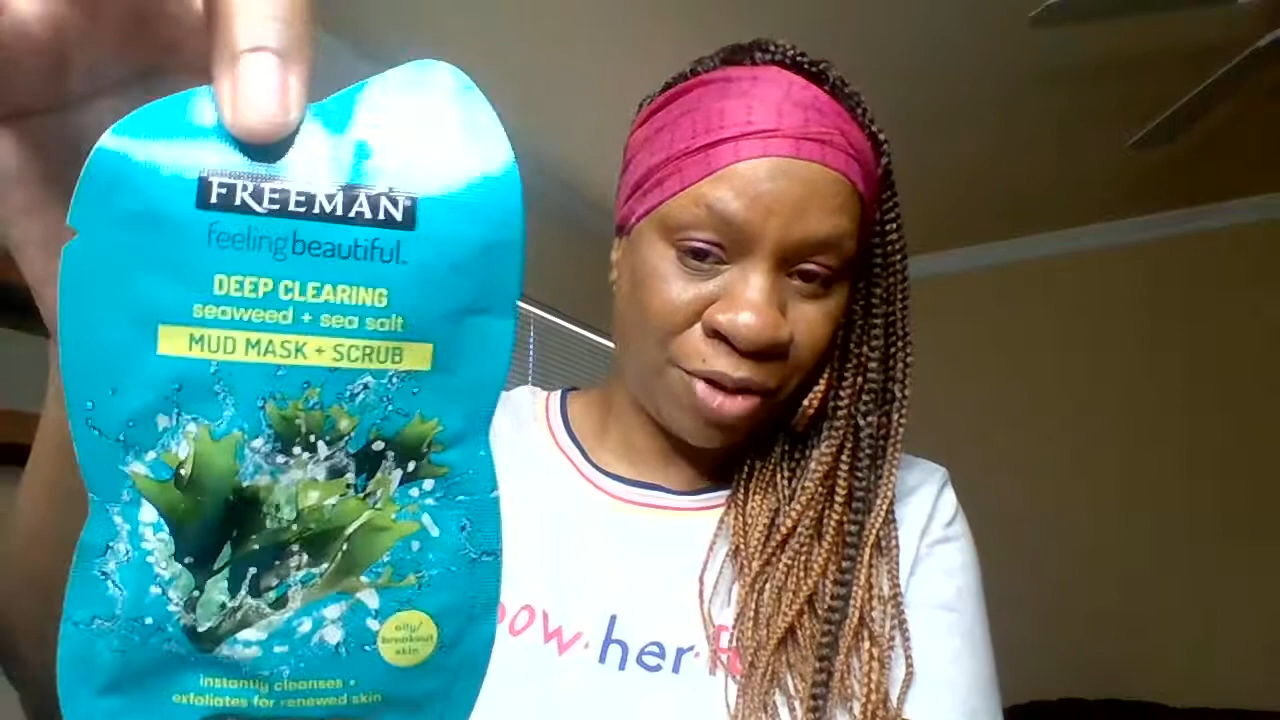 FREEMAN
feeling beautiful
DEEP CLEARING
seaweed + sea salt
MUD MASK + SCRUB
oily/
breakout
skin
instantly cleanses +
exfoliates for renewed skin
ow·her·f